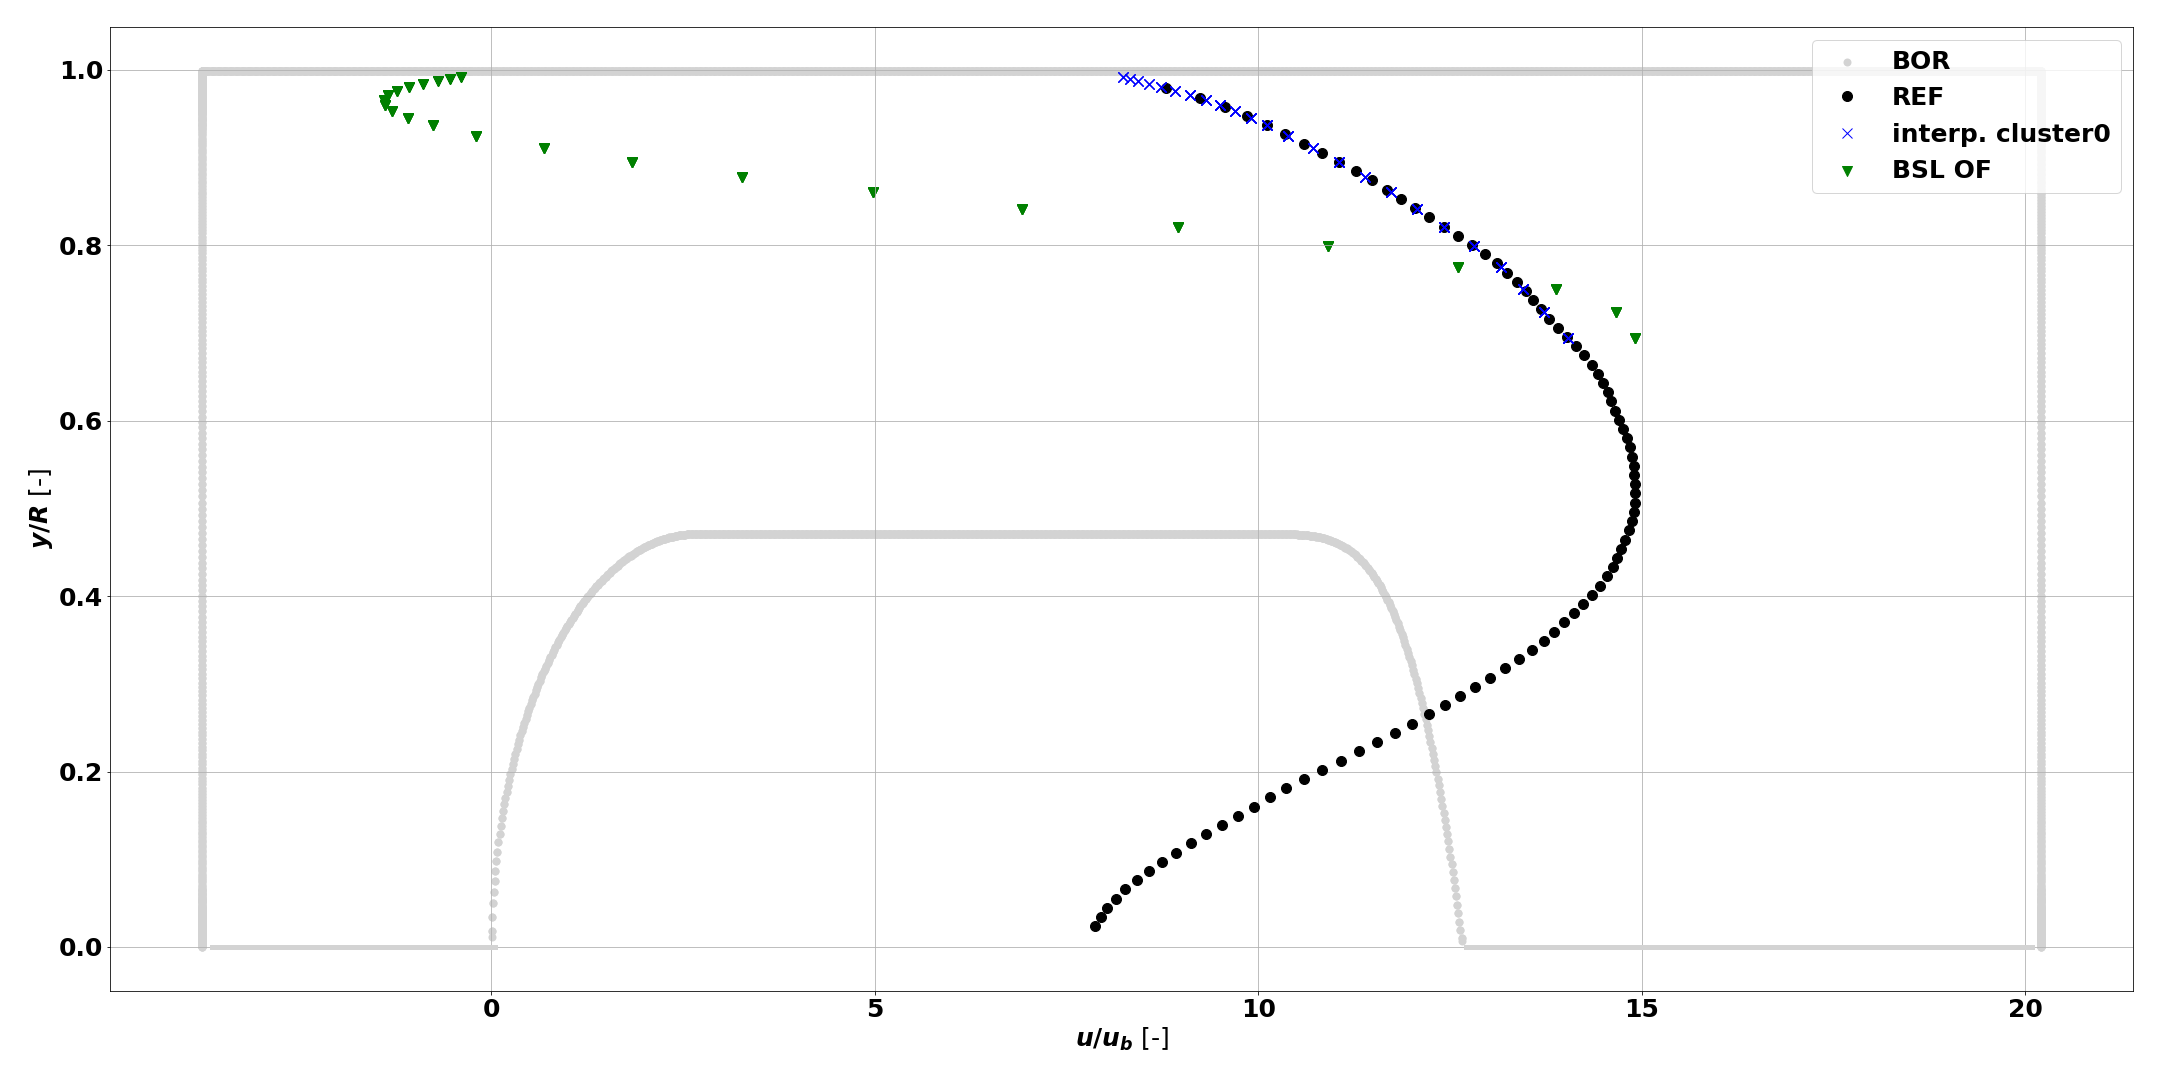 1.0
0.8
0.6
0.4
0.2
0.0
y/R [-]
0 5 10 15 20
u/u_b [-]
BOR
REF
interp. cluster0
BSL OF